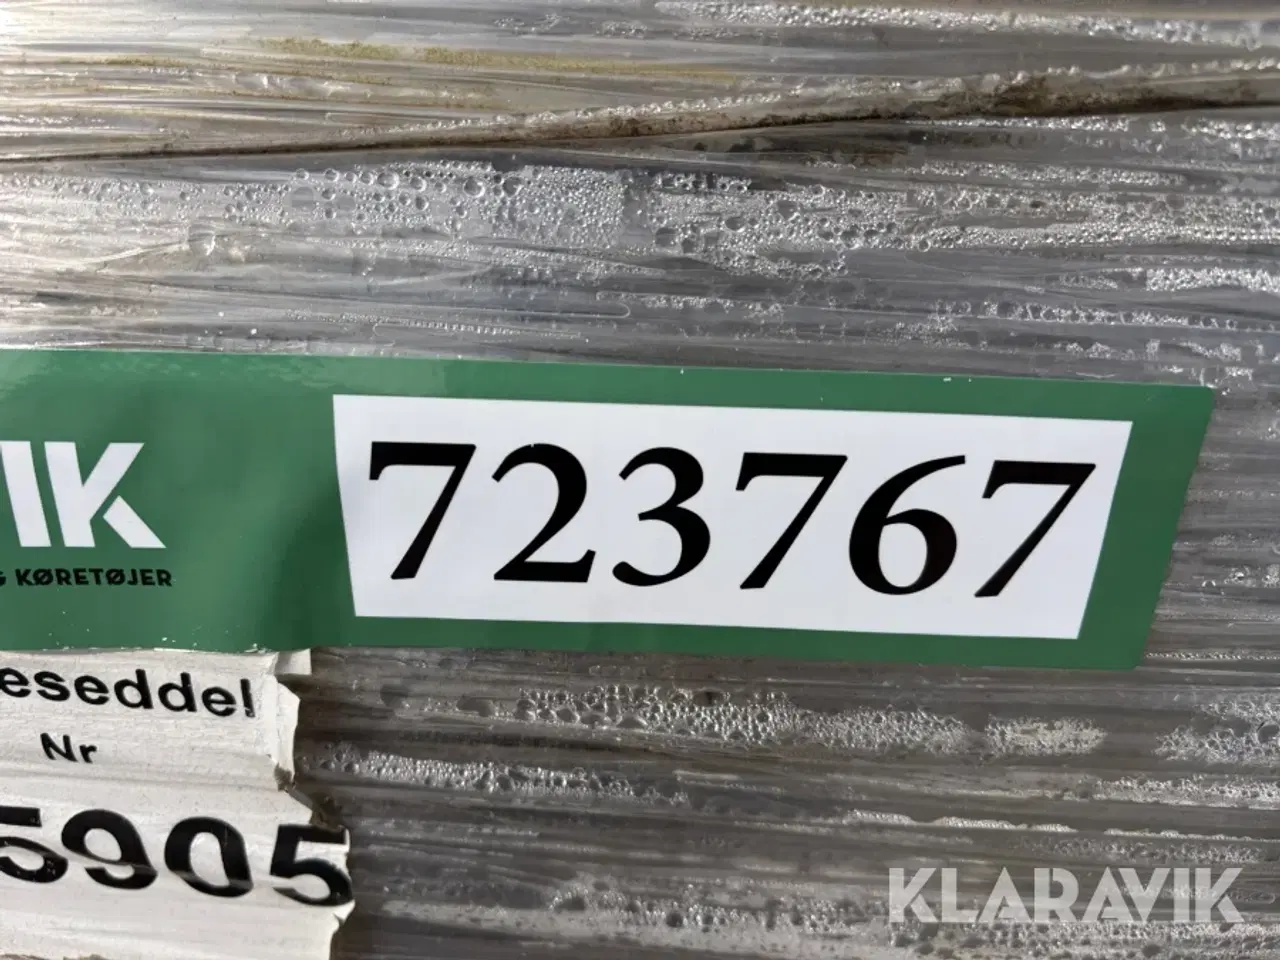 IK
723767
KØRETØJER
eseddel
Nr
5905
KLARAVIK